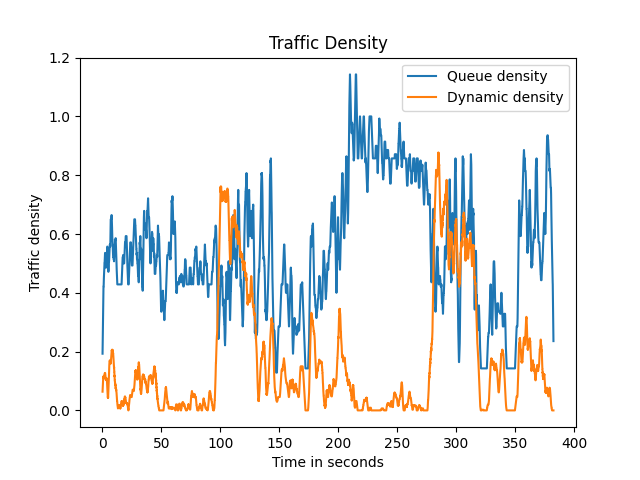 Traffic Density
Queue density
Dynamic density
1.2
1.0
0.8
0.6
0.4
0.2
0.0
Traffic density
0 50 100 150 200 250 300 350 400
Time in seconds